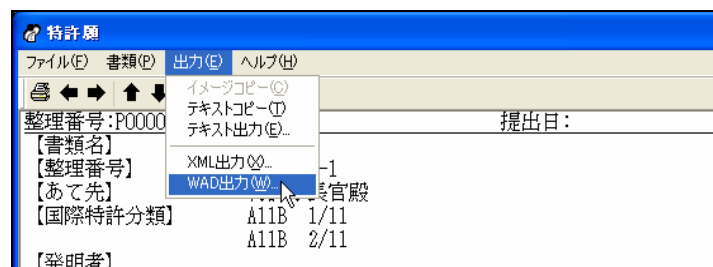 特許願
ファイル(F) 書類(P) 出力(E) ヘルプ(H)
イメージコピー(C)
テキストコピー(T)
テキスト出力(E)...
XML出力(X)...
WAD出力(W)...
整理番号:P0000 提出日:
【書類名】
【整理番号】 -1
【あて先】 長官殿
【国際特許分類】 A11B 1/11
A11B 2/11
【発明者】